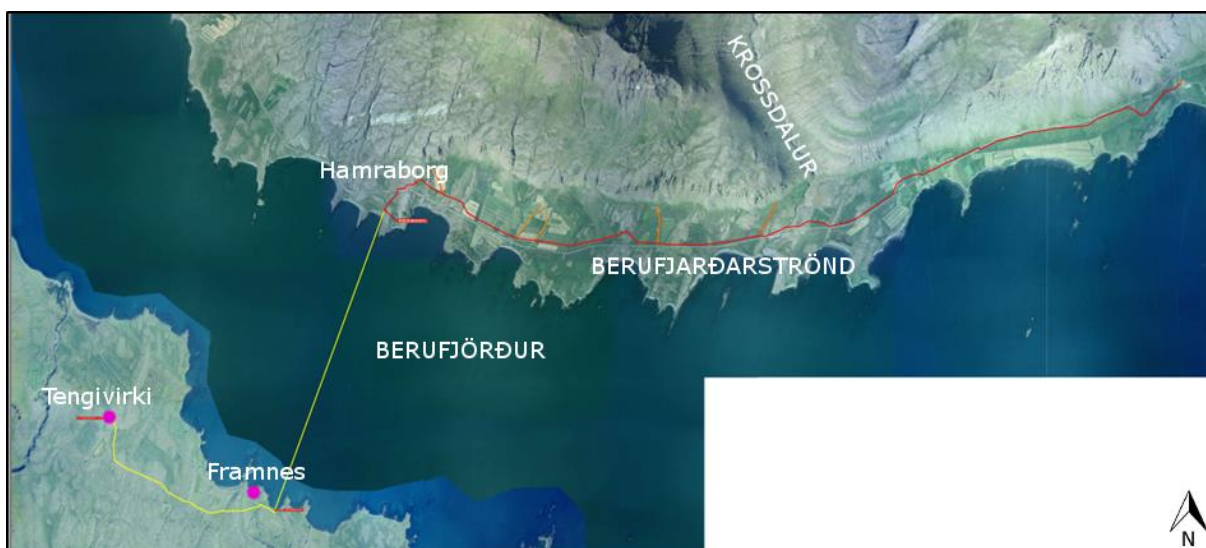 KROSSDALUR
Hamraborg
BERUFJARÐARSTRÖND
BERUFJÖRÐUR
Tengivirki
Framnes
N